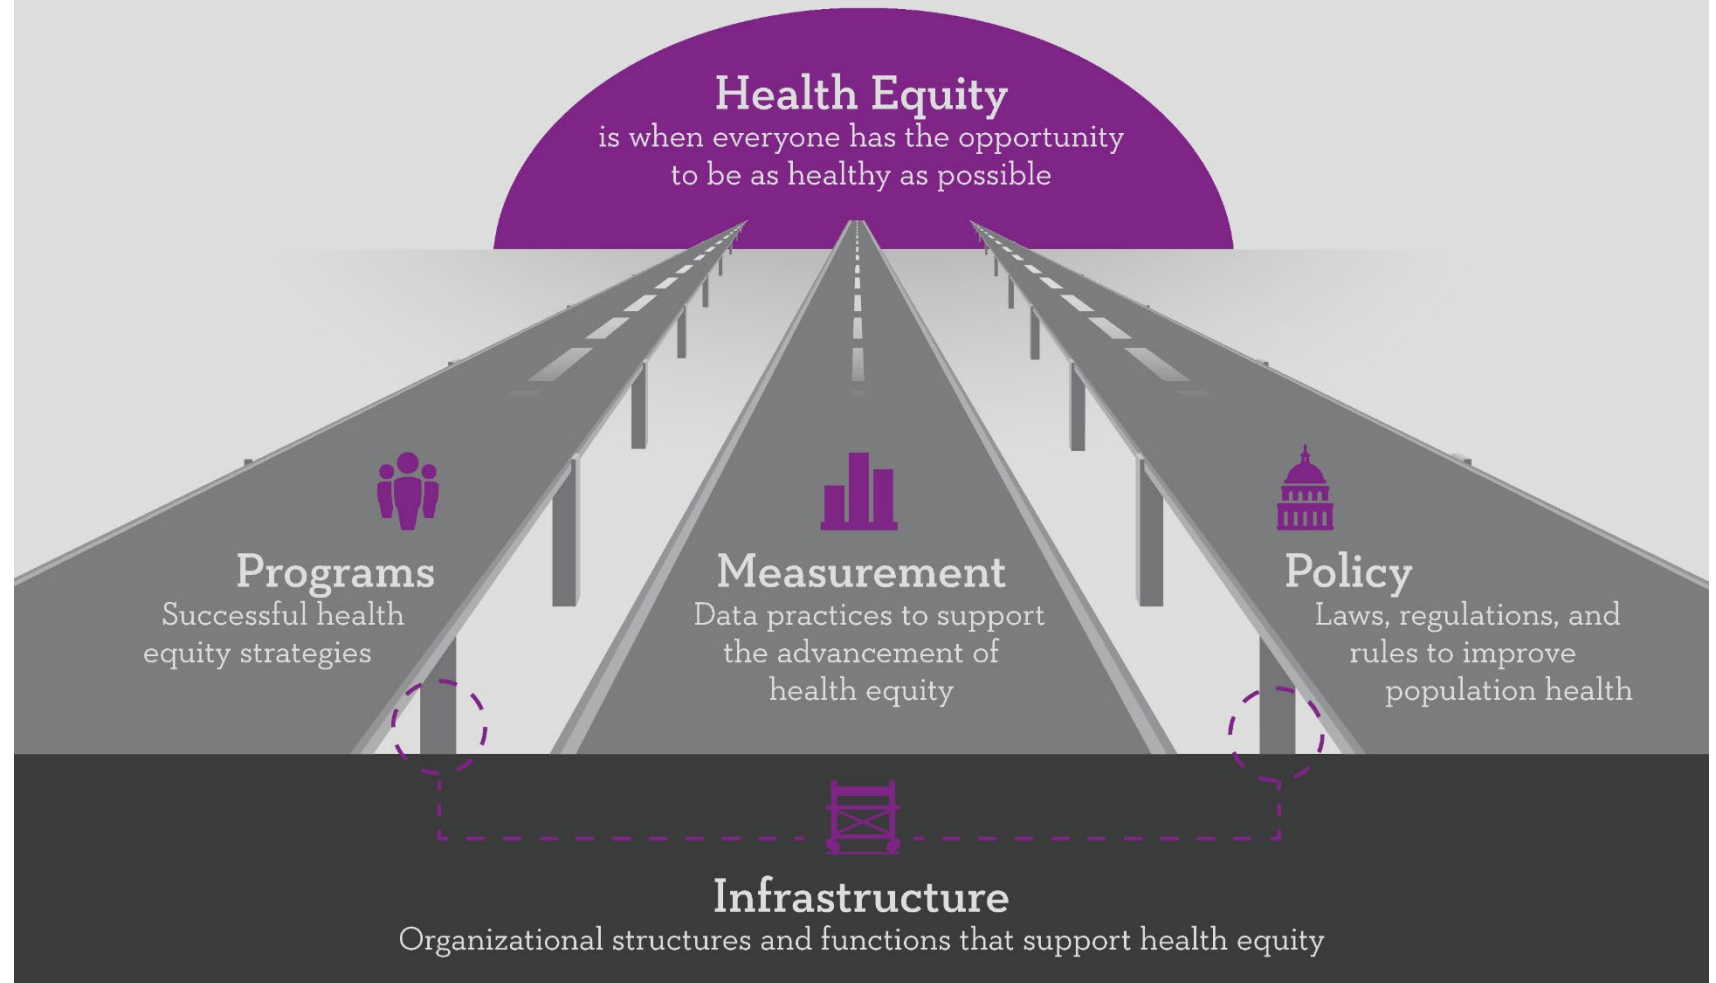 Health Equity
is when everyone has the opportunity
to be as healthy as possible
Programs
Successful health
equity strategies
Measurement
Data practices to support
the advancement of
health equity
Policy
Laws, regulations, and
rules to improve
population health
Infrastructure
Organizational structures and functions that support health equity